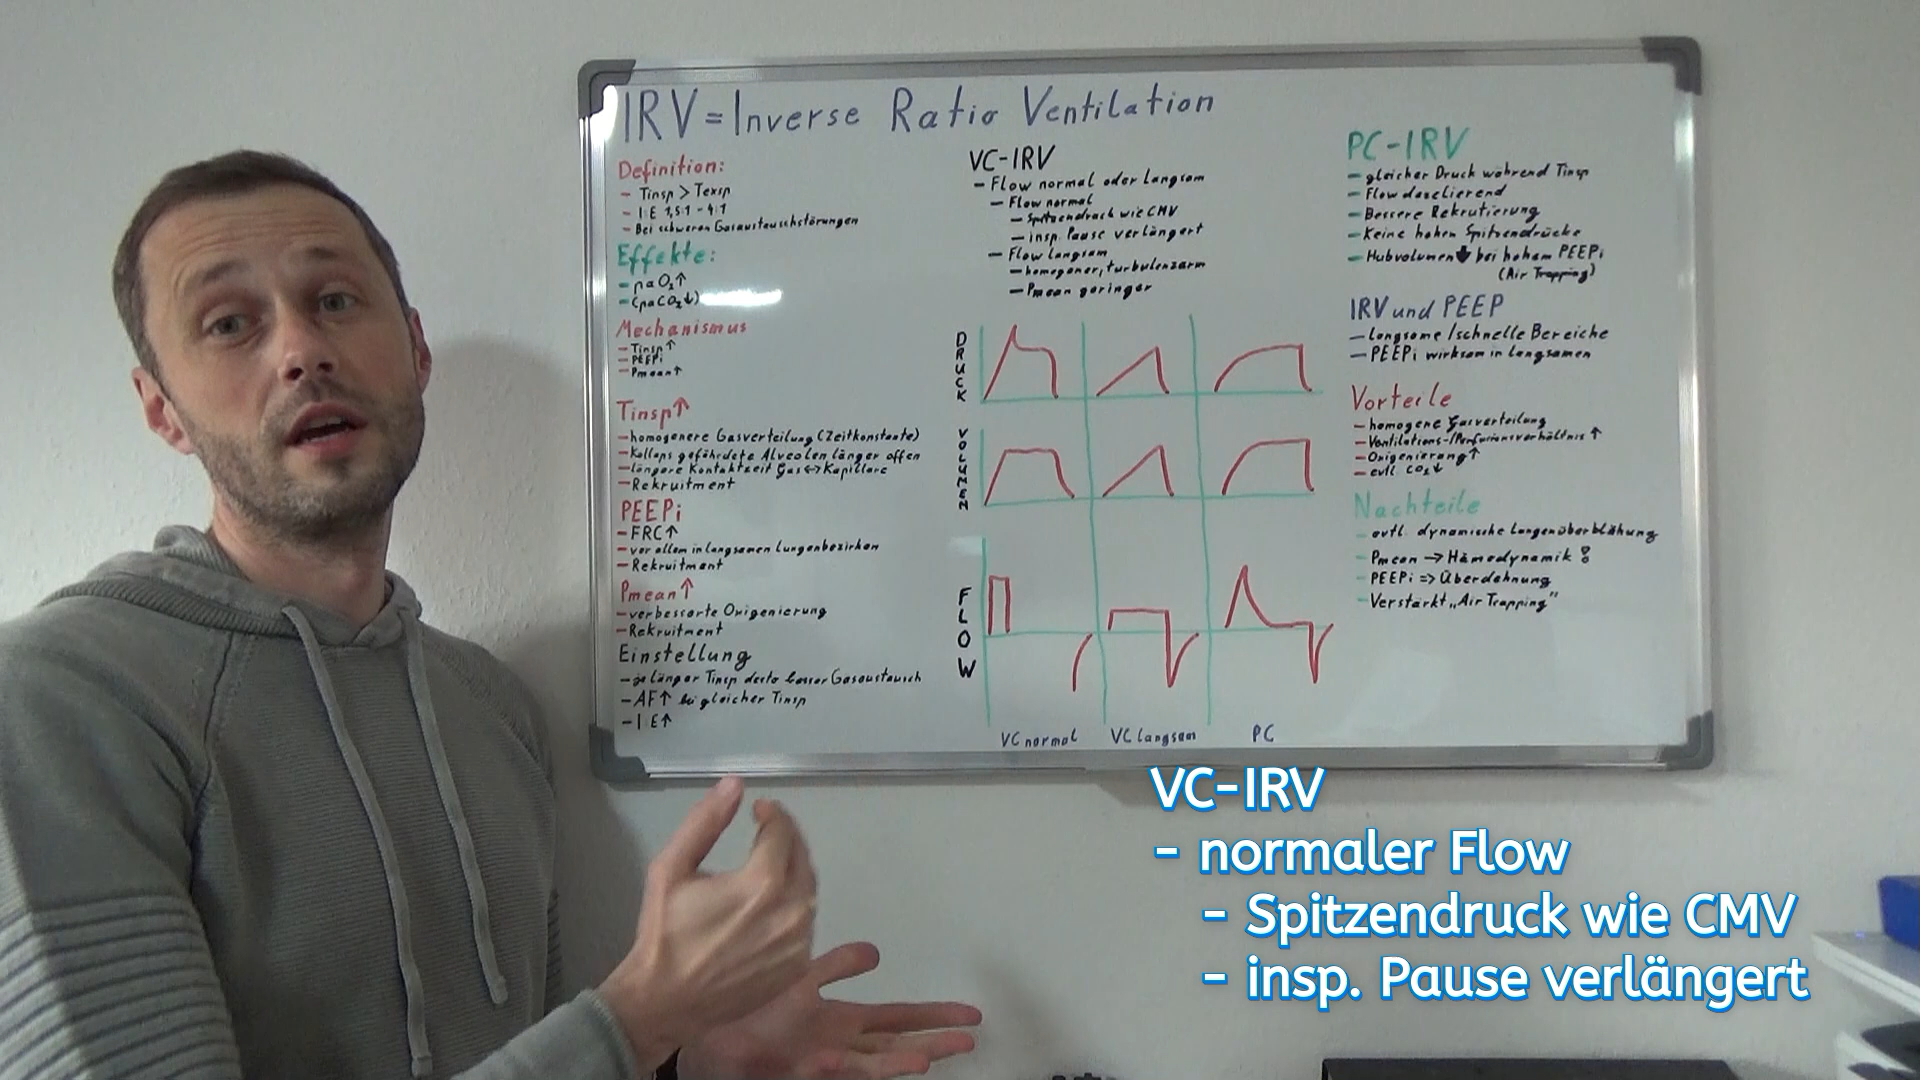 IRV = Inverse Ratio Ventilation
Definition:
- Tinsp > Texsp
- I:E 1,5:1 - 4:1
- Bei schweren Gasaustauschstörungen
Effekte:
- paO₂↑
- (paCO₂↓)
Mechanismus
- Tinsp↑
- PEEPi
- Pmean↑
Tinsp↑
- homogenere Gasverteilung (Zeitkonstante)
- Kollaps gefährdete Alveolen länger offen
- längere Kontaktzeit Gas<->Kapillare
- Rekruitment
PEEPi
- FRC↑
- vor allem in langsamen Lungenbezirken
- Rekruitment
Pmean↑
- verbesserte Oxigenierung
- Rekruitment
Einstellung
- je länger Tinsp desto besser Gasaustausch
- AF↑ bei gleicher Tinsp
- I E↑
VC-IRV
- Flow normal oder langsam
- Flow normal
- Spitzendruck wie CMV
- insp. Pause verlängert
- Flow langsam
- homogener, turbulenzarm
- Pmean geringer
DRUCK
VOLUMEN
FLOW
VC normal
VC langsam
PC
PC-IRV
- gleicher Druck während Tinsp
- Flow dezelierend
- Bessere Rekrutierung
- Keine hohen Spitzendrücke
- Hubvolumen ↓ bei hohem PEEPi
(Air Trapping)
IRV und PEEP
- langsame/schnelle Bereiche
- PEEPi wirksam in langsamen
Vorteile
- homogene Gasverteilung
- Ventilations-/Perfusionsverhältnis ↑
- Oxigenierung↑
- evtl CO₂↓
Nachteile
- evtl. dynamische Lungenüberblähung
- Pmean -> Hämodynamik !
- PEEPi => Überdehnung
- Verstärkt „Air Trapping"
VC-IRV
- normaler Flow
- Spitzendruck wie CMV
- insp. Pause verlängert